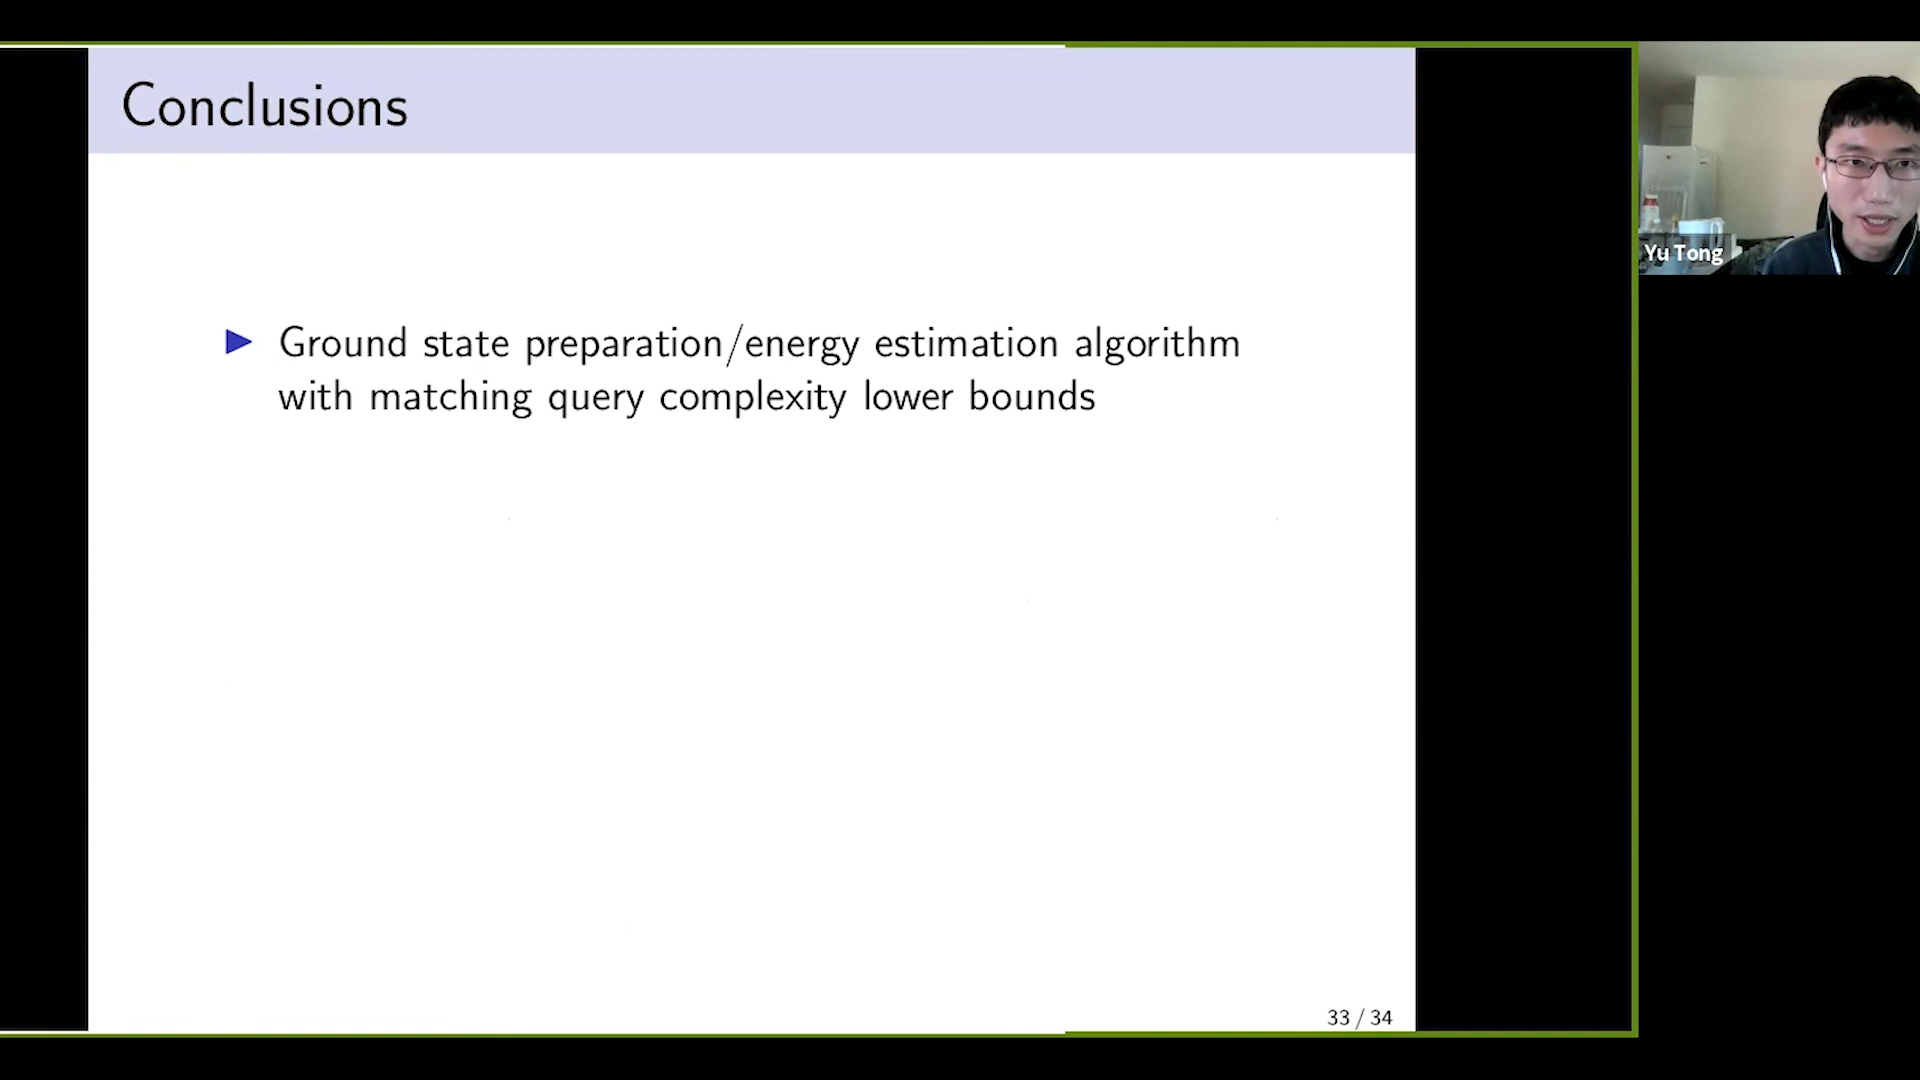 Conclusions
Ground state preparation/energy estimation algorithm
with matching query complexity lower bounds
33 / 34
Yu Tong